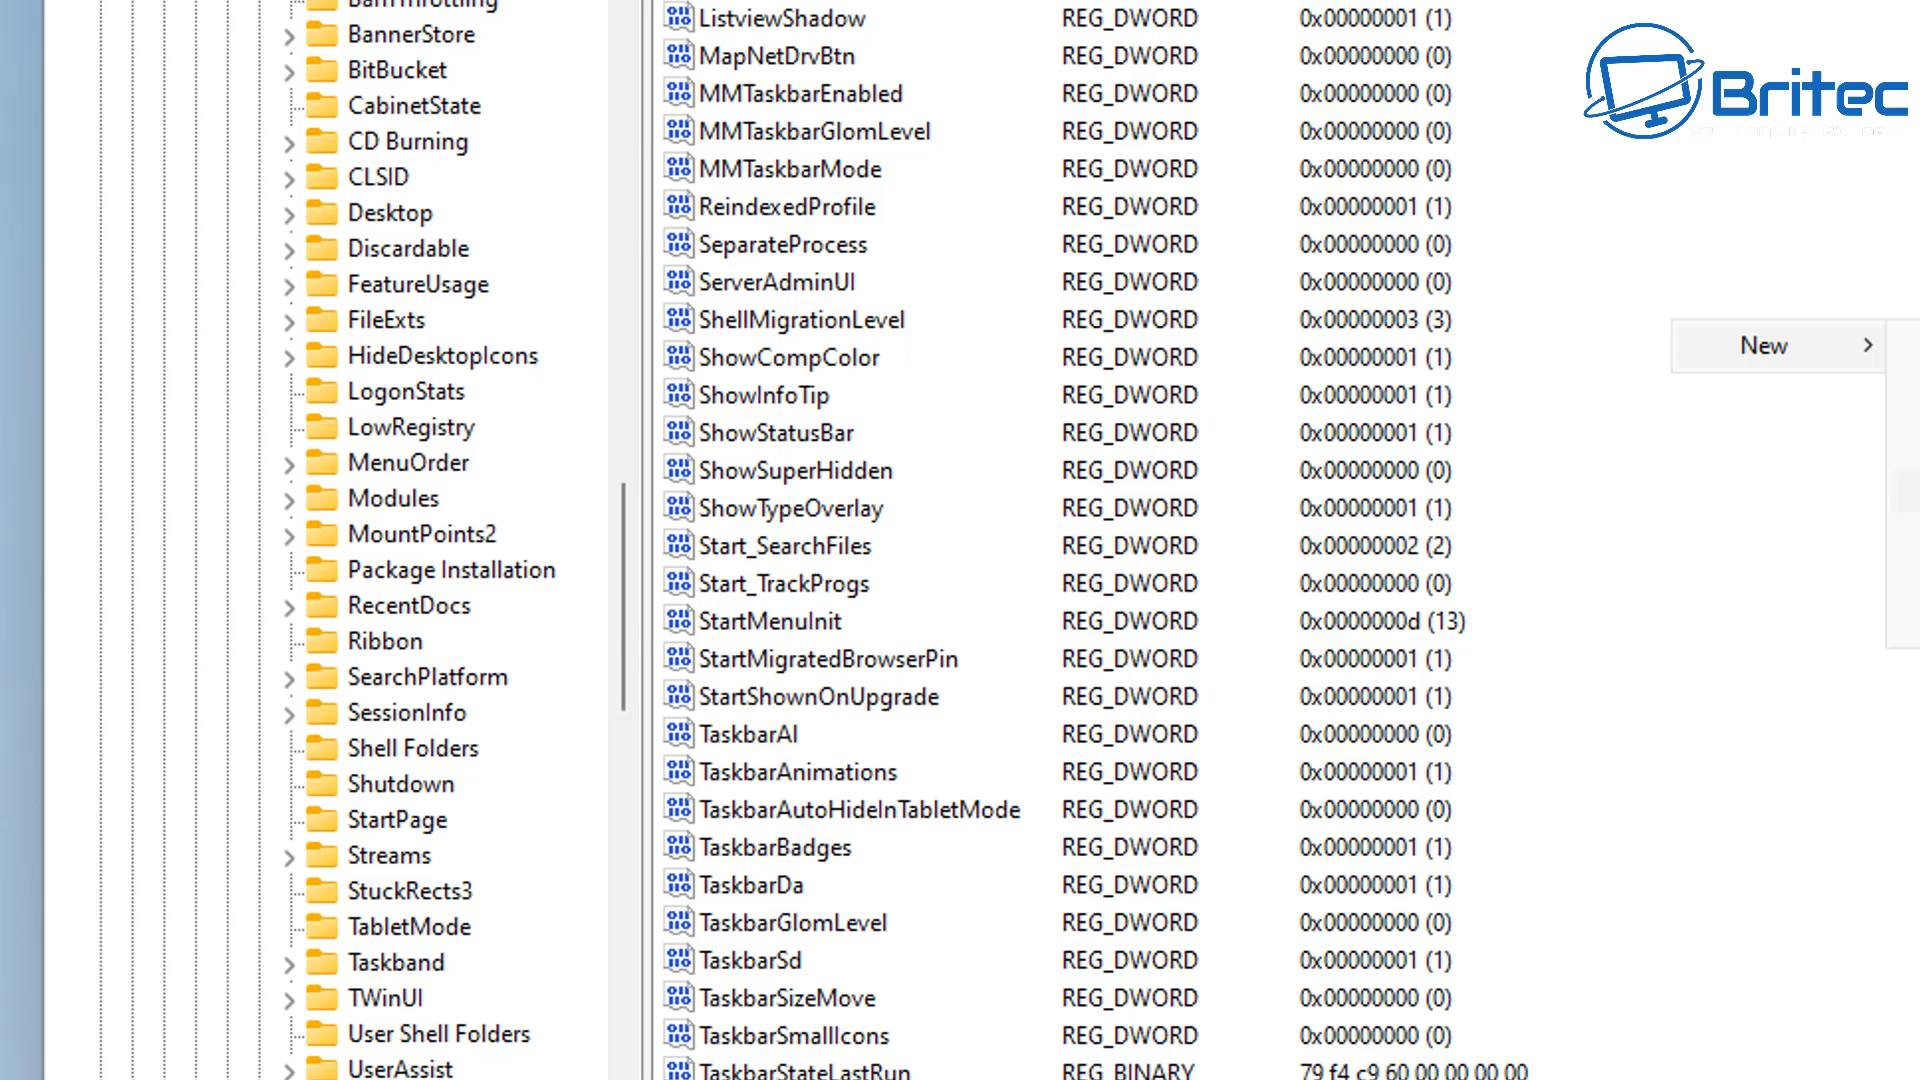 BannerStore
BitBucket
CabinetState
CD Burning
CLSID
Desktop
Discardable
FeatureUsage
FileExts
HideDesktopIcons
LogonStats
LowRegistry
MenuOrder
Modules
MountPoints2
Package Installation
RecentDocs
Ribbon
SearchPlatform
SessionInfo
Shell Folders
Shutdown
StartPage
Streams
StuckRects3
TabletMode
Taskband
TWinUI
User Shell Folders
UserAssist
ListviewShadow REG_DWORD 0x00000001 (1)
MapNetDrvBtn REG_DWORD 0x00000000 (0)
MMTaskbarEnabled REG_DWORD 0x00000000 (0)
MMTaskbarGlomLevel REG_DWORD 0x00000000 (0)
MMTaskbarMode REG_DWORD 0x00000000 (0)
ReindexedProfile REG_DWORD 0x00000001 (1)
SeparateProcess REG_DWORD 0x00000000 (0)
ServerAdminUI REG_DWORD 0x00000000 (0)
ShellMigrationLevel REG_DWORD 0x00000003 (3)
ShowCompColor REG_DWORD 0x00000001 (1)
ShowInfoTip REG_DWORD 0x00000001 (1)
ShowStatusBar REG_DWORD 0x00000001 (1)
ShowSuperHidden REG_DWORD 0x00000000 (0)
ShowTypeOverlay REG_DWORD 0x00000001 (1)
Start_SearchFiles REG_DWORD 0x00000002 (2)
Start_TrackProgs REG_DWORD 0x00000000 (0)
StartMenuInit REG_DWORD 0x0000000d (13)
StartMigratedBrowserPin REG_DWORD 0x00000001 (1)
StartShownOnUpgrade REG_DWORD 0x00000001 (1)
TaskbarAl REG_DWORD 0x00000000 (0)
TaskbarAnimations REG_DWORD 0x00000001 (1)
TaskbarAutoHideInTabletMode REG_DWORD 0x00000000 (0)
TaskbarBadges REG_DWORD 0x00000001 (1)
TaskbarDa REG_DWORD 0x00000001 (1)
TaskbarGlomLevel REG_DWORD 0x00000000 (0)
TaskbarSd REG_DWORD 0x00000001 (1)
TaskbarSizeMove REG_DWORD 0x00000000 (0)
TaskbarSmallIcons REG_DWORD 0x00000000 (0)
TaskbarStateLastRun REG_BINARY 79 f4 c9 60 00 00 00 00
Britec
New